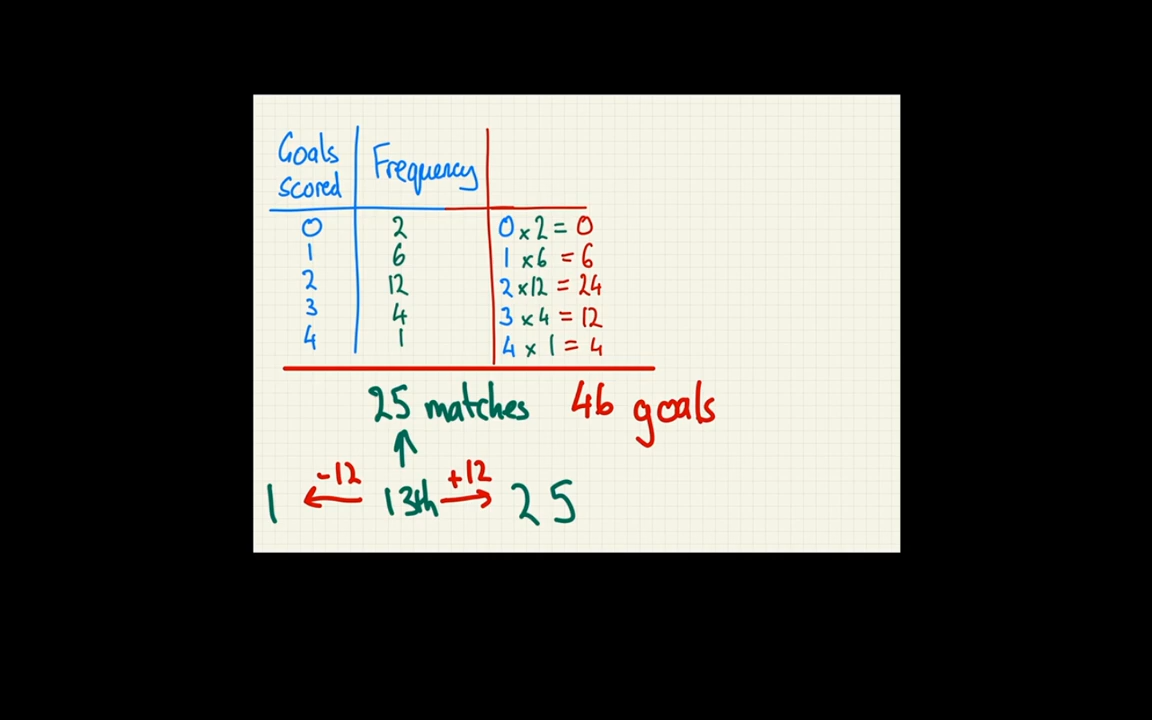 Goals scored | Frequency
0 | 2 | 0 × 2 = 0
1 | 6 | 1 × 6 = 6
2 | 12 | 2 × 12 = 24
3 | 4 | 3 × 4 = 12
4 | 1 | 4 × 1 = 4
25 matches 46 goals
↑
-12 +12
1 ← 13th → 25